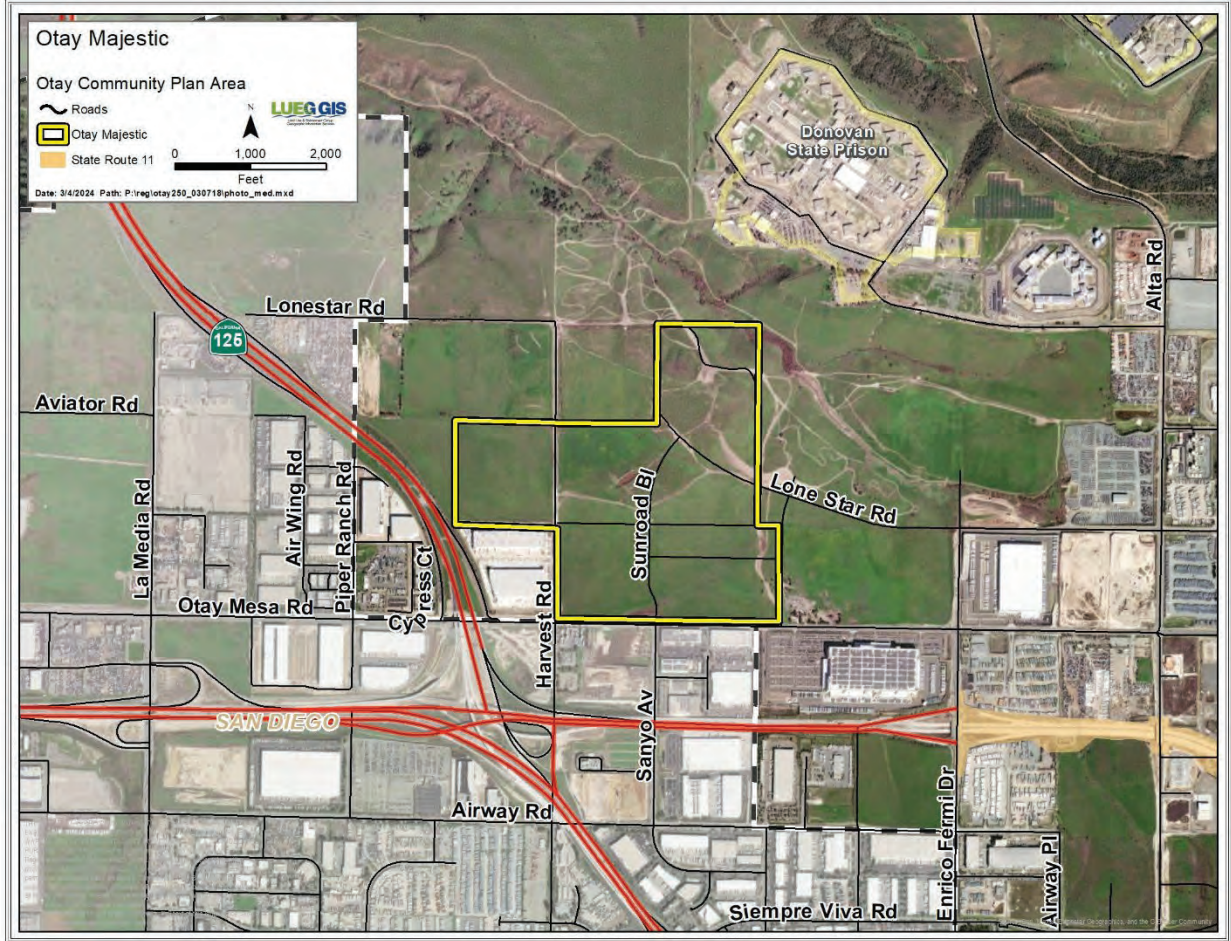 Otay Majestic
Otay Community Plan Area
Roads
Otay Majestic
State Route 11
N
LUEG GIS
0 1,000 2,000
Feet
Date: 3/4/2024 Path: P:\reg\otay250_030718\photo_med.mxd
Donovan
State Prison
Alta Rd
Lonestar Rd
CALIFORNIA
125
Aviator Rd
La Media Rd
Air Wing Rd
Piper Ranch Rd
Cypress Ct
Otay Mesa Rd
Harvest Rd
Sunroad Bl
Lone Star Rd
SAN DIEGO
Sanyo Av
Airway Rd
Enrico Fermi Dr
Airway Pl
Siempre Viva Rd